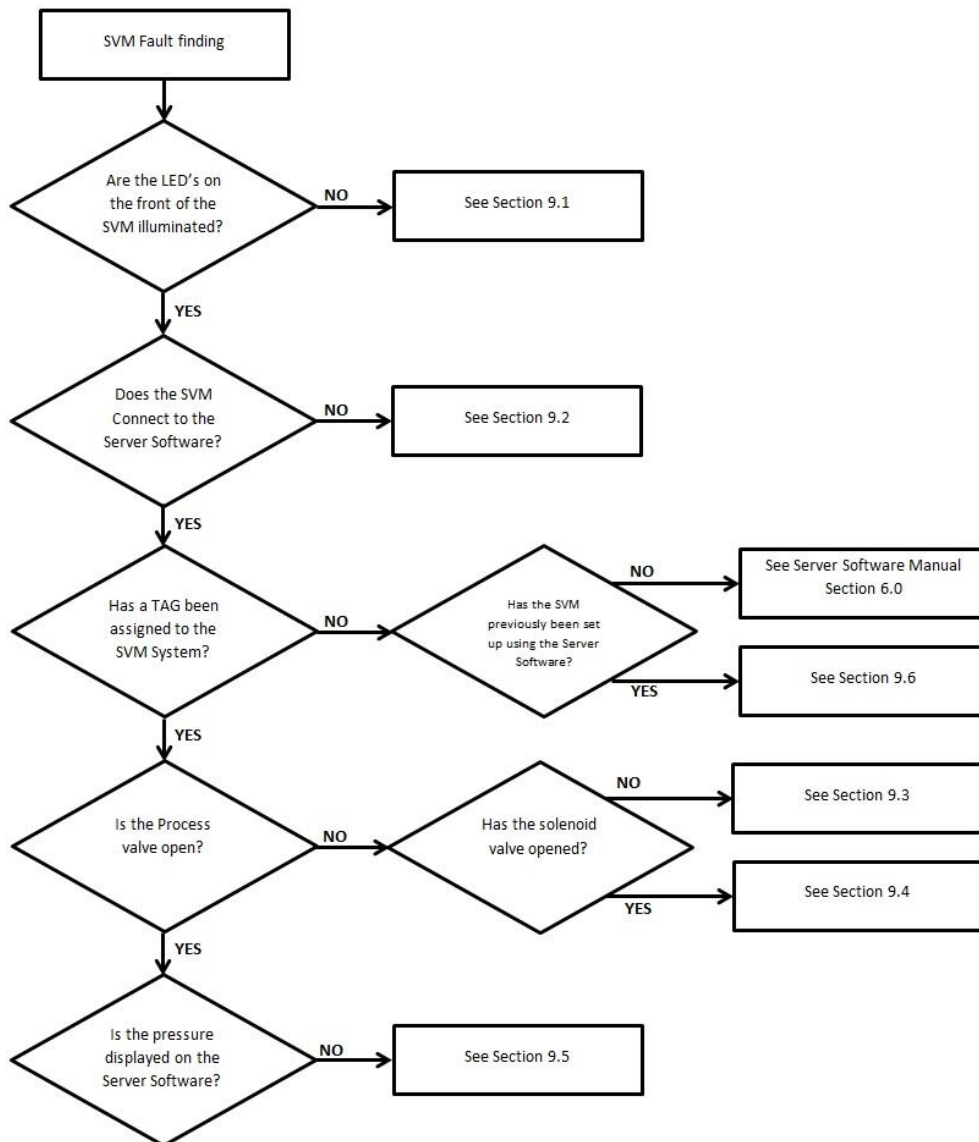 SVM Fault finding
Are the LED's on
the front of the
SVM illuminated?
NO
See Section 9.1
YES
Does the SVM
Connect to the
Server Software?
NO
See Section 9.2
YES
Has a TAG been
assigned to the
SVM System?
NO
Has the SVM
previously been set
up using the Server
Software?
NO
See Server Software Manual
Section 6.0
YES
See Section 9.6
YES
Is the Process
valve open?
NO
Has the solenoid
valve opened?
NO
See Section 9.3
YES
See Section 9.4
YES
Is the pressure
displayed on the
Server Software?
NO
See Section 9.5